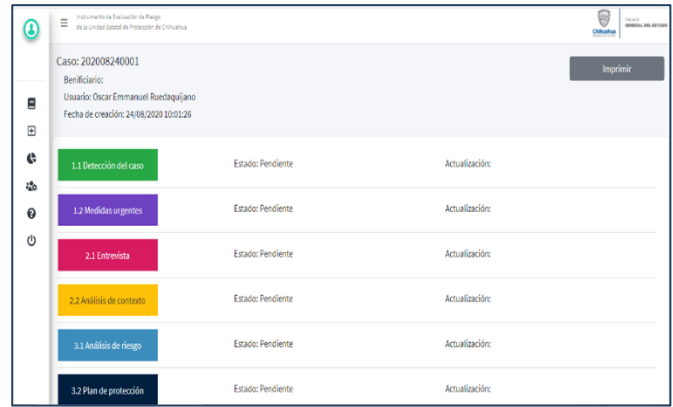 Instrumento de Evaluación de Riesgo
de la Unidad Estatal de Protección de Chihuahua
Chihuahua
FISCALÍA
GENERAL DEL ESTADO
Caso: 202008240001
Imprimir
Benificiario:
Usuario: Oscar Emmanuel Ruedaquijano
Fecha de creación: 24/08/2020 10:01:26
1.1 Detección del caso Estado: Pendiente Actualización:
1.2 Medidas urgentes Estado: Pendiente Actualización:
2.1 Entrevista Estado: Pendiente Actualización:
2.2 Análisis de contexto Estado: Pendiente Actualización:
3.1 Análisis de riesgo Estado: Pendiente Actualización:
3.2 Plan de protección Estado: Pendiente Actualización: